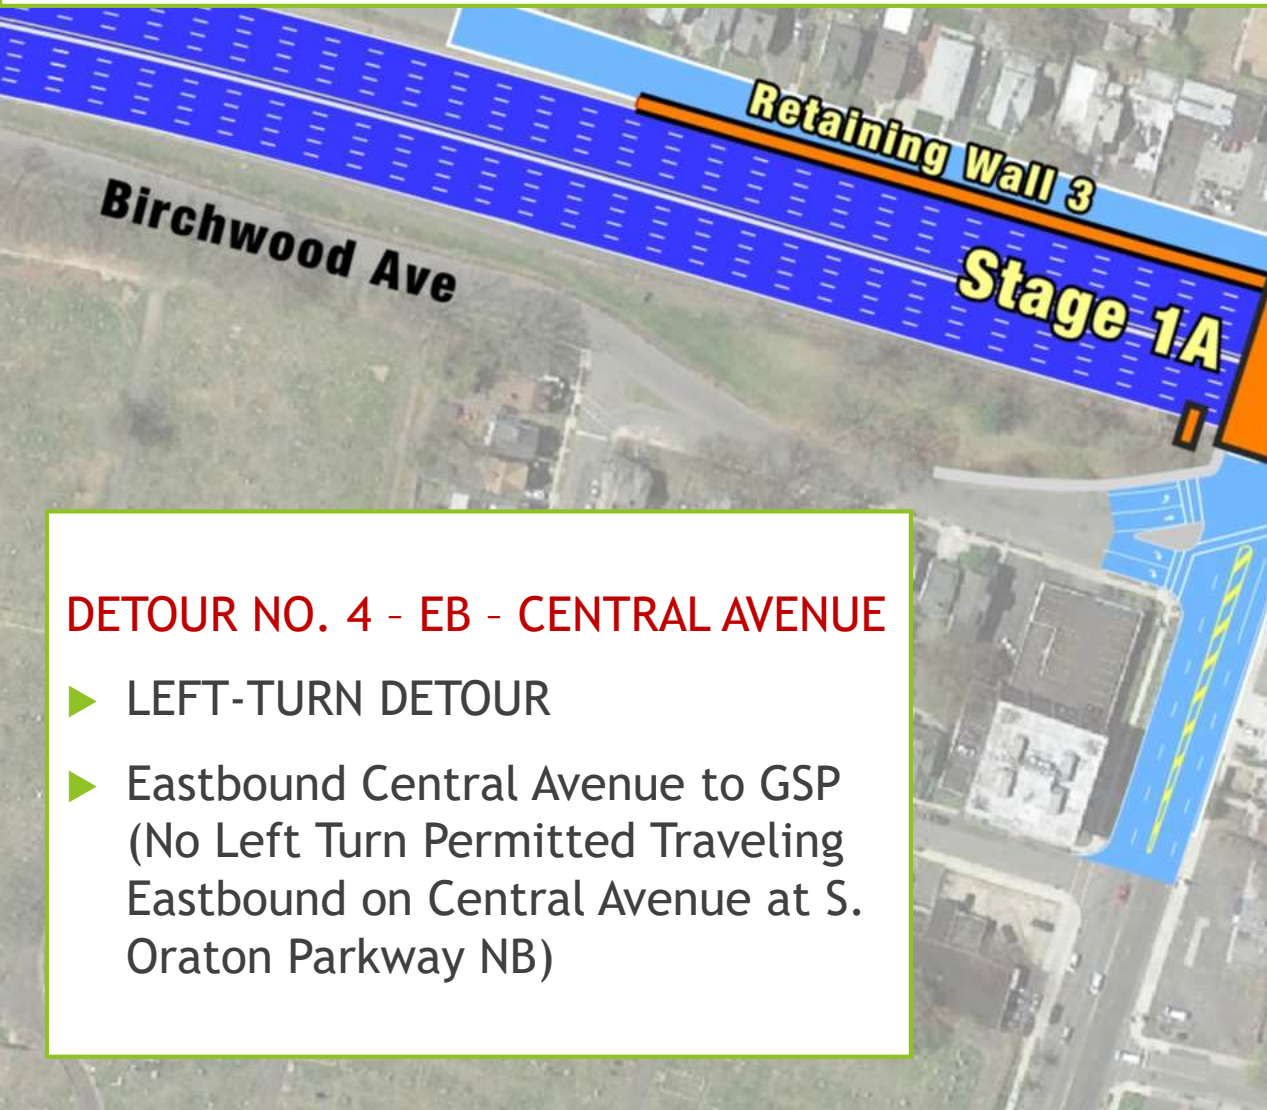 Retaining Wall 3
Birchwood Ave
Stage 1A
DETOUR NO. 4 – EB – CENTRAL AVENUE
LEFT-TURN DETOUR
Eastbound Central Avenue to GSP
(No Left Turn Permitted Traveling
Eastbound on Central Avenue at S.
Oraton Parkway NB)